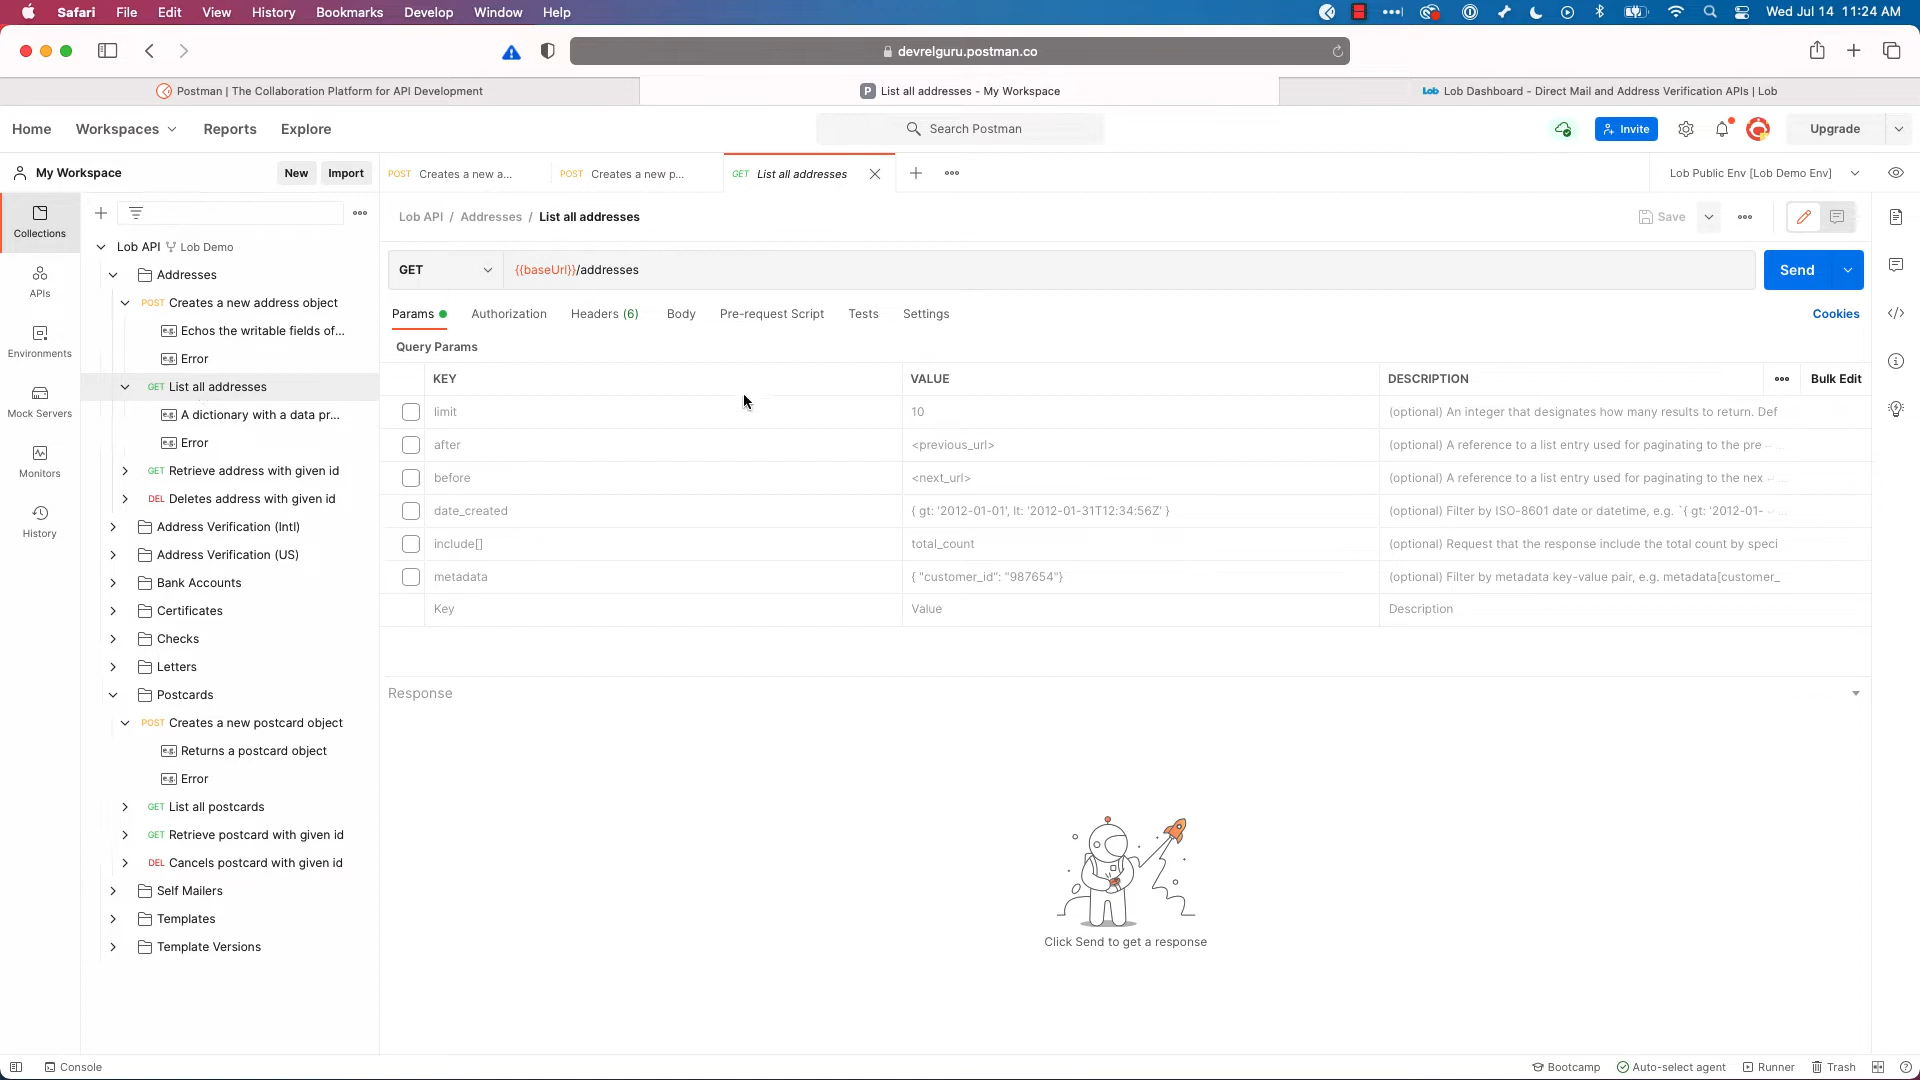 Safari File Edit View History Bookmarks Develop Window Help Wed Jul 14 11:24 AM
devrelguru.postman.co
Postman | The Collaboration Platform for API Development
P List all addresses - My Workspace
Lob Lob Dashboard - Direct Mail and Address Verification APIs | Lob
Home Workspaces Reports Explore Search Postman Invite Upgrade
My Workspace New Import
POST Creates a new a... POST Creates a new p... GET List all addresses Lob Public Env [Lob Demo Env]
Collections
APIs
Environments
Mock Servers
Monitors
History
Lob API Lob Demo
Addresses
POST Creates a new address object
e.g. Echos the writable fields of...
e.g. Error
GET List all addresses
e.g. A dictionary with a data pr...
e.g. Error
GET Retrieve address with given id
DEL Deletes address with given id
Address Verification (Intl)
Address Verification (US)
Bank Accounts
Certificates
Checks
Letters
Postcards
POST Creates a new postcard object
e.g. Returns a postcard object
e.g. Error
GET List all postcards
GET Retrieve postcard with given id
DEL Cancels postcard with given id
Self Mailers
Templates
Template Versions
Lob API / Addresses / List all addresses Save
GET {{baseUrl}}/addresses Send
Params Authorization Headers (6) Body Pre-request Script Tests Settings Cookies
Query Params
KEY VALUE DESCRIPTION Bulk Edit
limit 10 (optional) An integer that designates how many results to return. Def
after <previous_url> (optional) A reference to a list entry used for paginating to the pre
before <next_url> (optional) A reference to a list entry used for paginating to the nex
date_created { gt: '2012-01-01', lt: '2012-01-31T12:34:56Z' } (optional) Filter by ISO-8601 date or datetime, e.g. `{ gt: '2012-01-
include[] total_count (optional) Request that the response include the total count by speci
metadata { "customer_id": "987654"} (optional) Filter by metadata key-value pair, e.g. metadata[customer_
Key Value Description
Response
Click Send to get a response
Console Bootcamp Auto-select agent Runner Trash